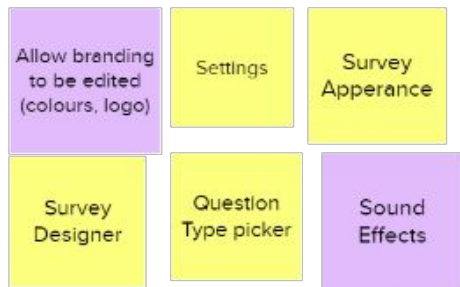 Allow branding
to be edited
(colours, logo)
Settings
Survey
Apperance
Survey
Designer
Question
Type picker
Sound
Effects